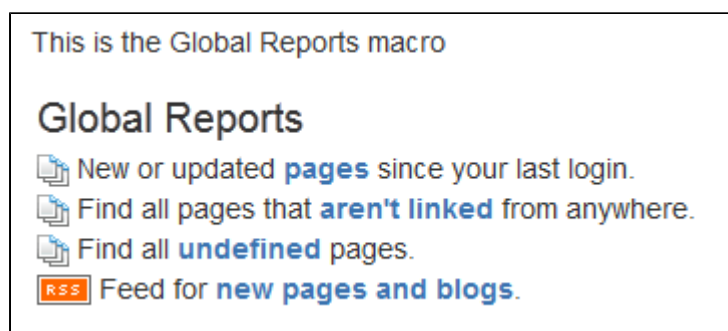 This is the Global Reports macro
Global Reports
New or updated pages since your last login.
Find all pages that aren't linked from anywhere.
Find all undefined pages.
RSS Feed for new pages and blogs.